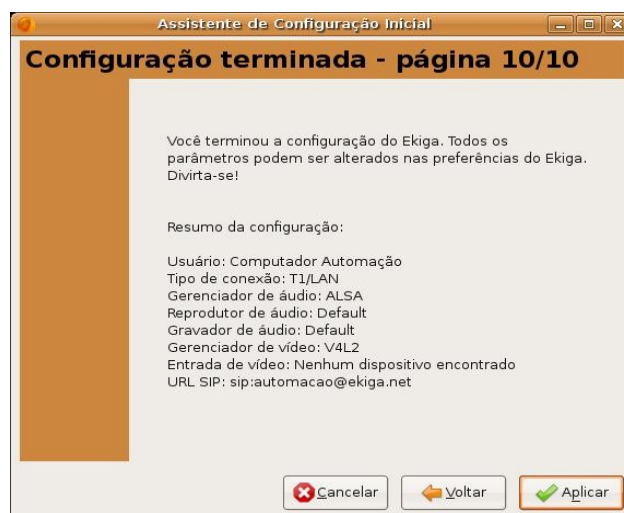 Assistente de Configuração Inicial
Configuração terminada - página 10/10
Você terminou a configuração do Ekiga. Todos os
parâmetros podem ser alterados nas preferências do Ekiga.
Divirta-se!
Resumo da configuração:
Usuário: Computador Automação
Tipo de conexão: T1/LAN
Gerenciador de áudio: ALSA
Reprodutor de áudio: Default
Gravador de áudio: Default
Gerenciador de vídeo: V4L2
Entrada de vídeo: Nenhum dispositivo encontrado
URL SIP: sip:automacao@ekiga.net
Cancelar
Voltar
Aplicar